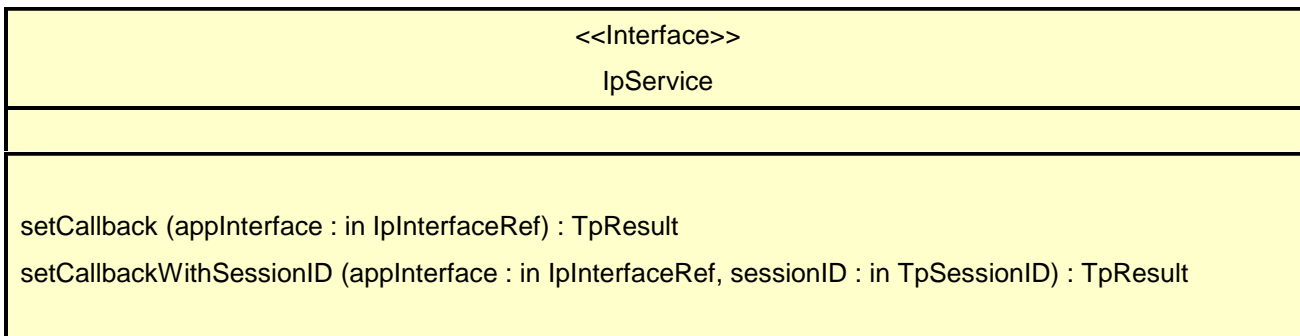 <<Interface>>
IpService
setCallback (appInterface : in IpInterfaceRef) : TpResult
setCallbackWithSessionID (appInterface : in IpInterfaceRef, sessionID : in TpSessionID) : TpResult